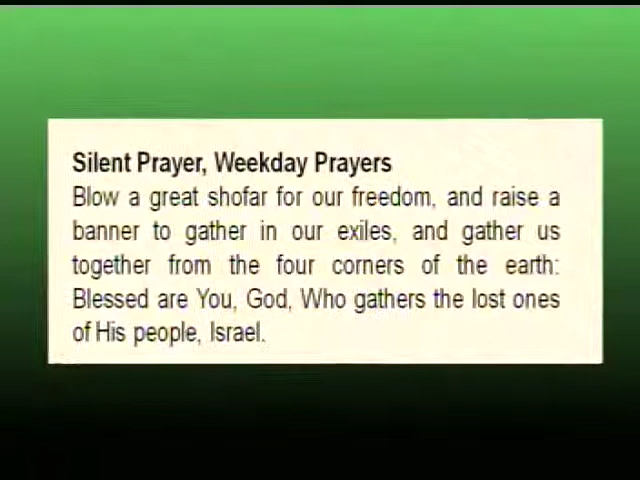 Silent Prayer, Weekday Prayers
Blow a great shofar for our freedom, and raise a
banner to gather in our exiles, and gather us
together from the four corners of the earth:
Blessed are You, God, Who gathers the lost ones
of His people, Israel.